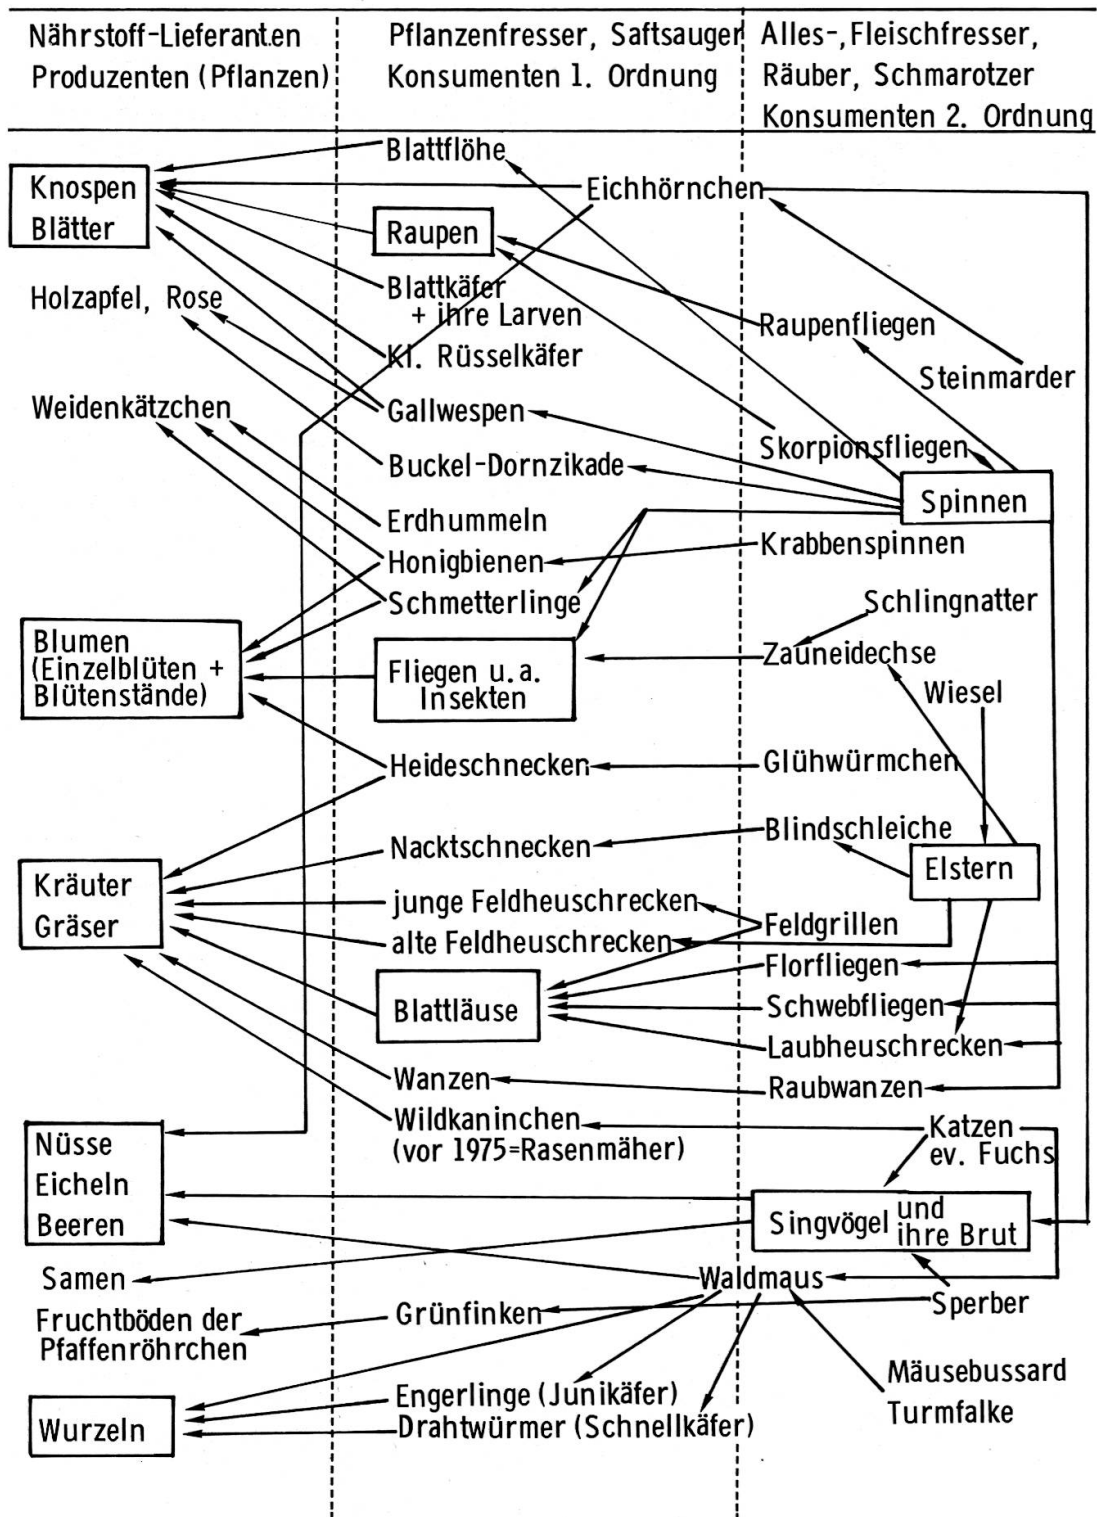 Nährstoff-Lieferanten
Produzenten (Pflanzen)
Pflanzenfresser, Saftsauger
Konsumenten 1. Ordnung
Alles-, Fleischfresser,
Räuber, Schmarotzer
Konsumenten 2. Ordnung
Knospen
Blätter
Holzapfel, Rose
Weidenkätzchen
Blumen
(Einzelblüten +
Blütenstände)
Kräuter
Gräser
Nüsse
Eicheln
Beeren
Samen
Fruchtböden der
Pfaffenröhrchen
Wurzeln
Blattflöhe
Eichhörnchen
Raupen
Blattkäfer
+ ihre Larven
Kl. Rüsselkäfer
Gallwespen
Buckel-Dornzikade
Erdhummeln
Honigbienen
Schmetterlinge
Fliegen u.a.
Insekten
Heideschnecken
Nacktschnecken
junge Feldheuschrecken
alte Feldheuschrecken
Blattläuse
Wanzen
Wildkaninchen
(vor 1975=Rasenmäher)
Waldmaus
Grünfinken
Engerlinge (Junikäfer)
Drahtwürmer (Schnellkäfer)
Raupenfliegen
Steinmarder
Skorpionsfliegen
Spinnen
Krabbenspinnen
Schlingnatter
Zauneidechse
Wiesel
Glühwürmchen
Blindschleiche
Elstern
Feldgrillen
Florfliegen
Schwebfliegen
Laubheuschrecken
Raubwanzen
Katzen
ev. Fuchs
Singvögel und
ihre Brut
Sperber
Mäusebussard
Turmfalke